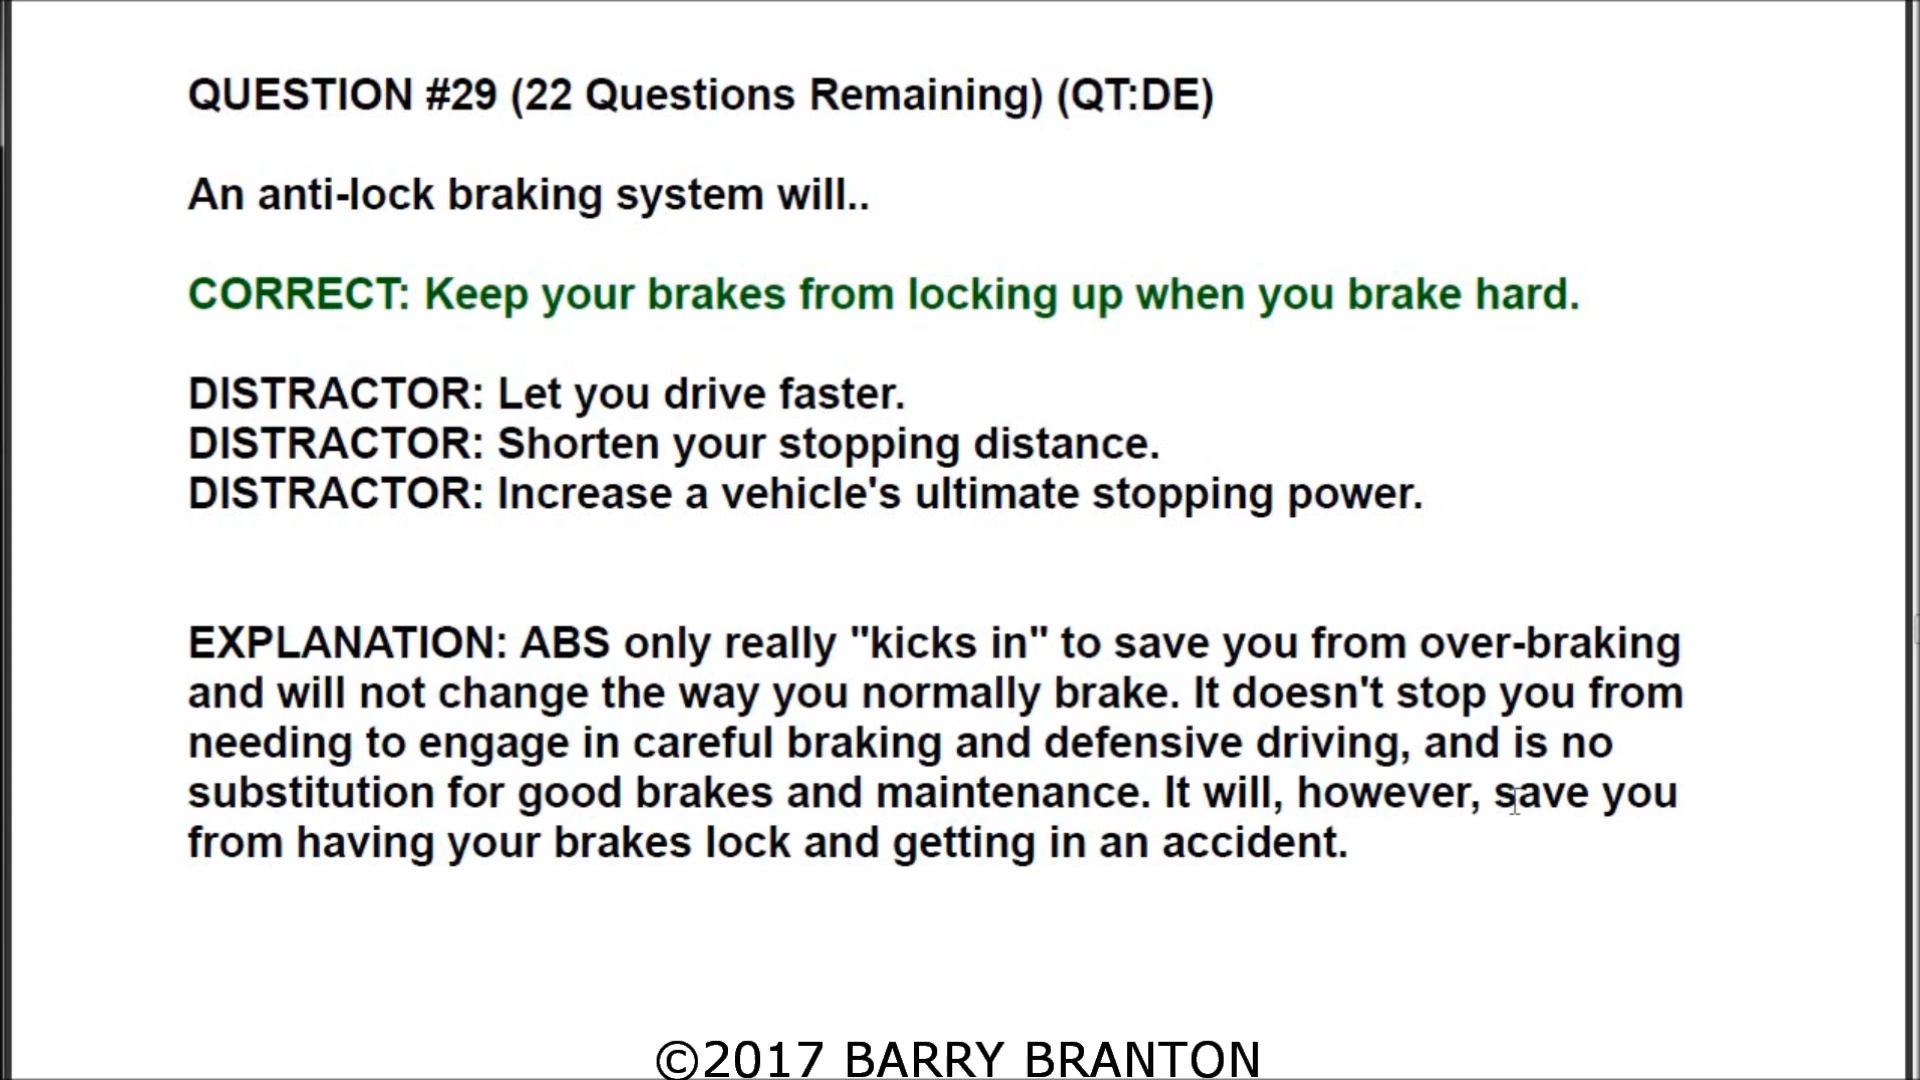 QUESTION #29 (22 Questions Remaining) (QT:DE)
An anti-lock braking system will..
CORRECT: Keep your brakes from locking up when you brake hard.
DISTRACTOR: Let you drive faster.
DISTRACTOR: Shorten your stopping distance.
DISTRACTOR: Increase a vehicle's ultimate stopping power.
EXPLANATION: ABS only really "kicks in" to save you from over-braking
and will not change the way you normally brake. It doesn't stop you from
needing to engage in careful braking and defensive driving, and is no
substitution for good brakes and maintenance. It will, however, save you
from having your brakes lock and getting in an accident.
©2017 BARRY BRANTON